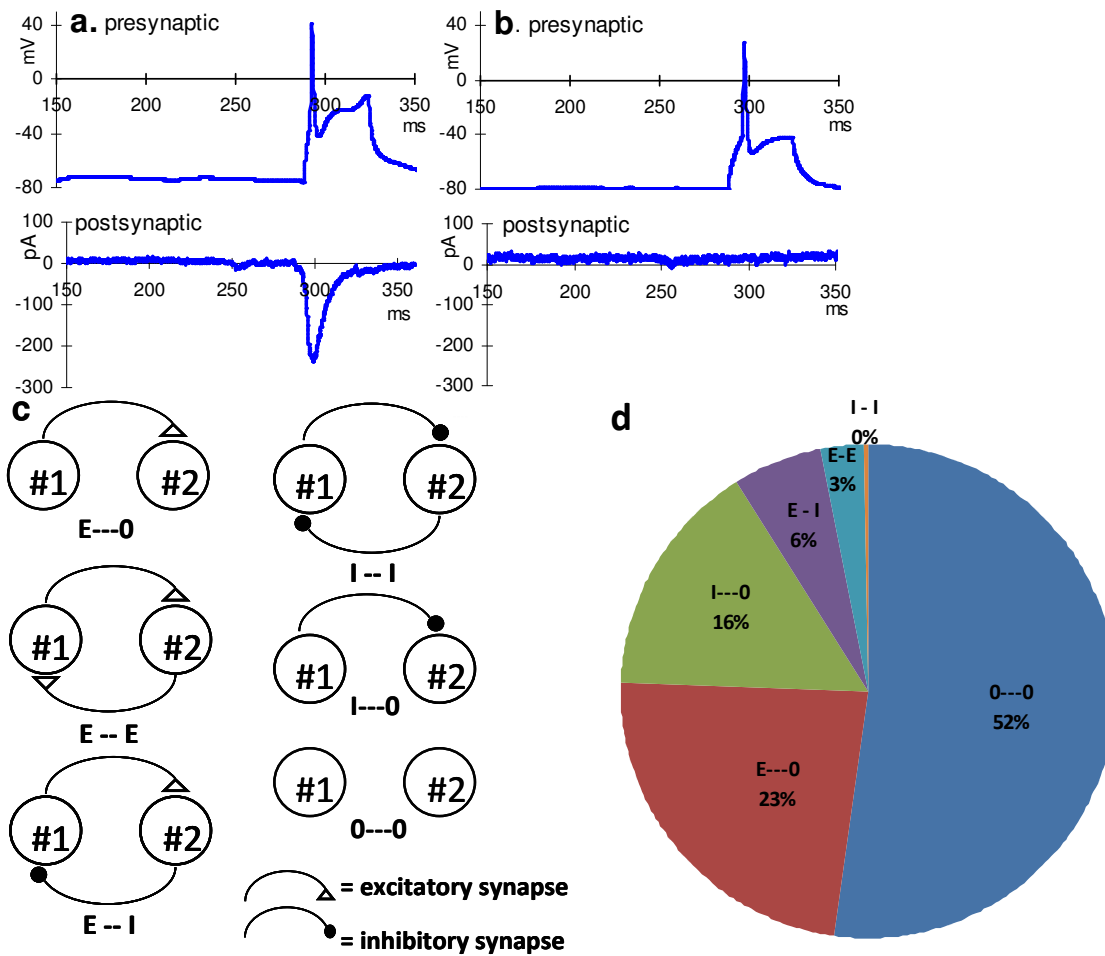 a. presynaptic
mV
40
0
-40
-80
150 200 250 300 350
ms
postsynaptic
pA
100
0
-100
-200
-300
150 200 250 300 350
ms
b. presynaptic
mV
40
0
-40
-80
150 200 250 300 350
ms
postsynaptic
pA
100
0
-100
-200
-300
150 200 250 300 350
ms
c
#1 #2
E---0
#1 #2
I -- I
#1 #2
E -- E
#1 #2
I---0
#1 #2
E -- I
#1 #2
0---0
= excitatory synapse
= inhibitory synapse
d
I - I
0%
E-E
3%
E - I
6%
I---0
16%
E---0
23%
0---0
52%